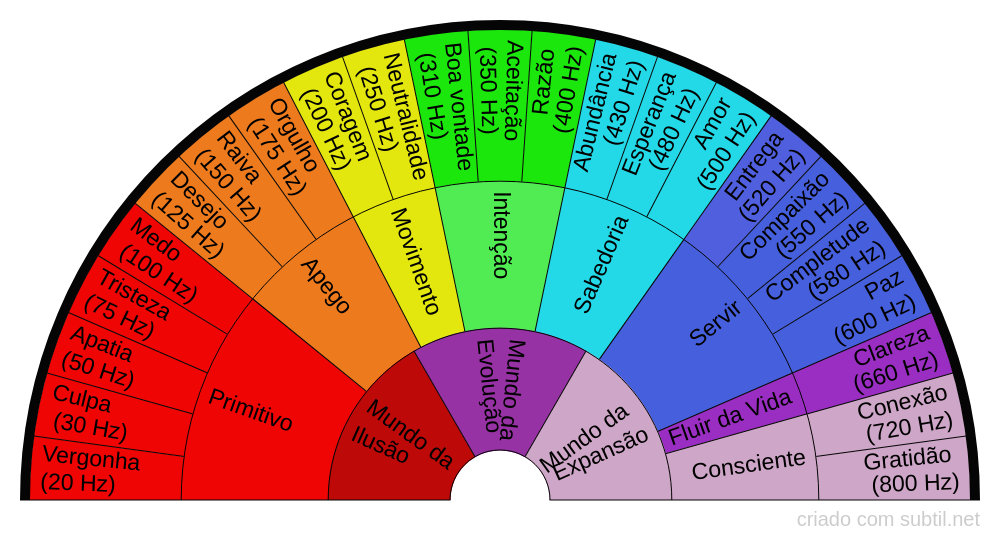 Vergonha
(20 Hz)
Culpa
(30 Hz)
Apatia
(50 Hz)
Tristeza
(75 Hz)
Medo
(100 Hz)
Desejo
(125 Hz)
Raiva
(150 Hz)
Orgulho
(175 Hz)
Coragem
(200 Hz)
Neutralidade
(250 Hz)
Boa vontade
(310 Hz)
Aceitação
(350 Hz)
Razão
(400 Hz)
Abundância
(430 Hz)
Esperança
(480 Hz)
Amor
(500 Hz)
Entrega
(520 Hz)
Compaixão
(550 Hz)
Completude
(580 Hz)
Paz
(600 Hz)
Clareza
(660 Hz)
Conexão
(720 Hz)
Gratidão
(800 Hz)
Primitivo
Apego
Movimento
Intenção
Sabedoria
Servir
Fluir da Vida
Consciente
Mundo da
Ilusão
Mundo da
Evolução
Mundo da
Expansão
criado com subtil.net